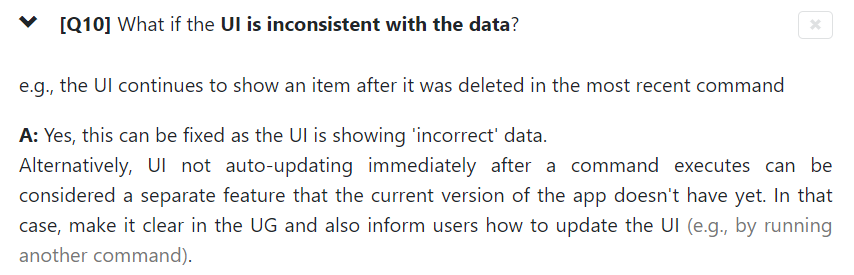 [Q10] What if the UI is inconsistent with the data?
e.g., the UI continues to show an item after it was deleted in the most recent command
A: Yes, this can be fixed as the UI is showing 'incorrect' data.
Alternatively, UI not auto-updating immediately after a command executes can be
considered a separate feature that the current version of the app doesn't have yet. In that
case, make it clear in the UG and also inform users how to update the UI (e.g., by running
another command).